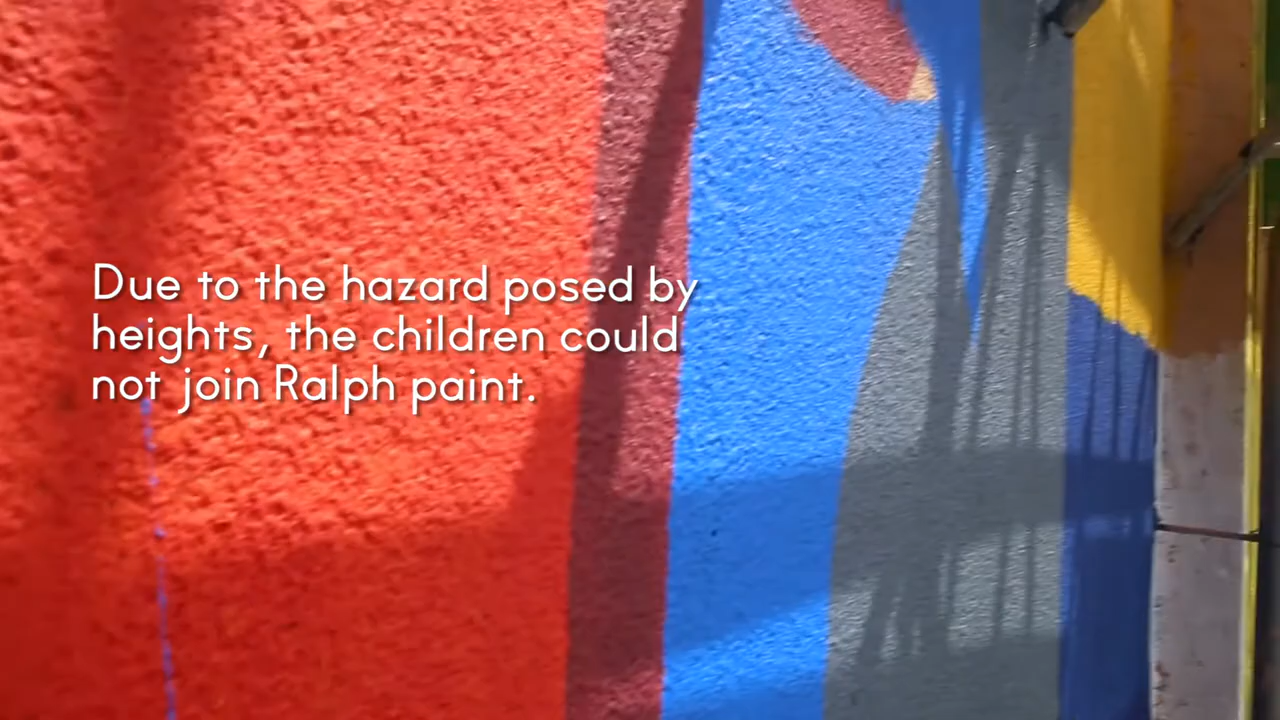 Due to the hazard posed by
heights, the children could
not join Ralph paint.